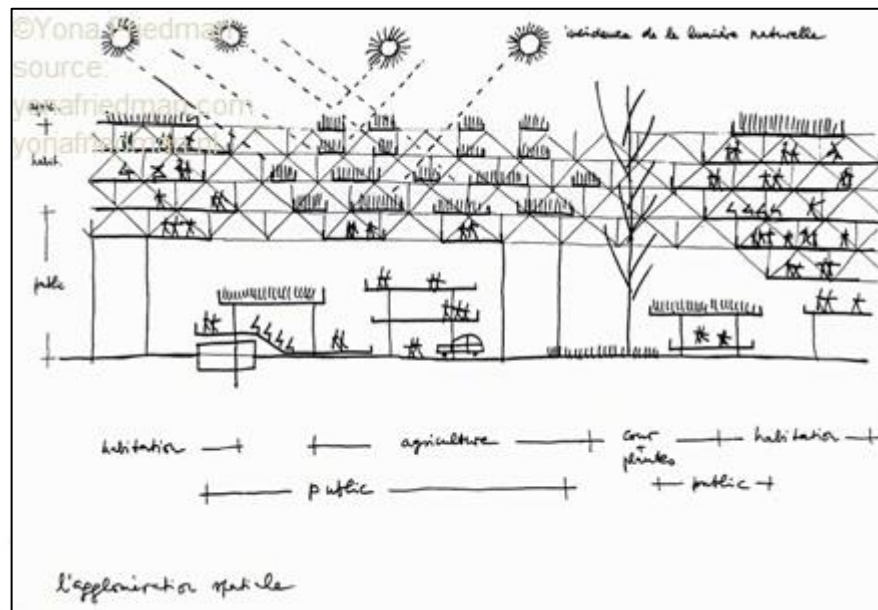 ©Yona Friedman
source:
yonafriedman.com
incidence de la lumière naturelle
habit.
public
habitation
agriculture
cour
+
plantes
habitation
public
public
l'agglomération spatiale